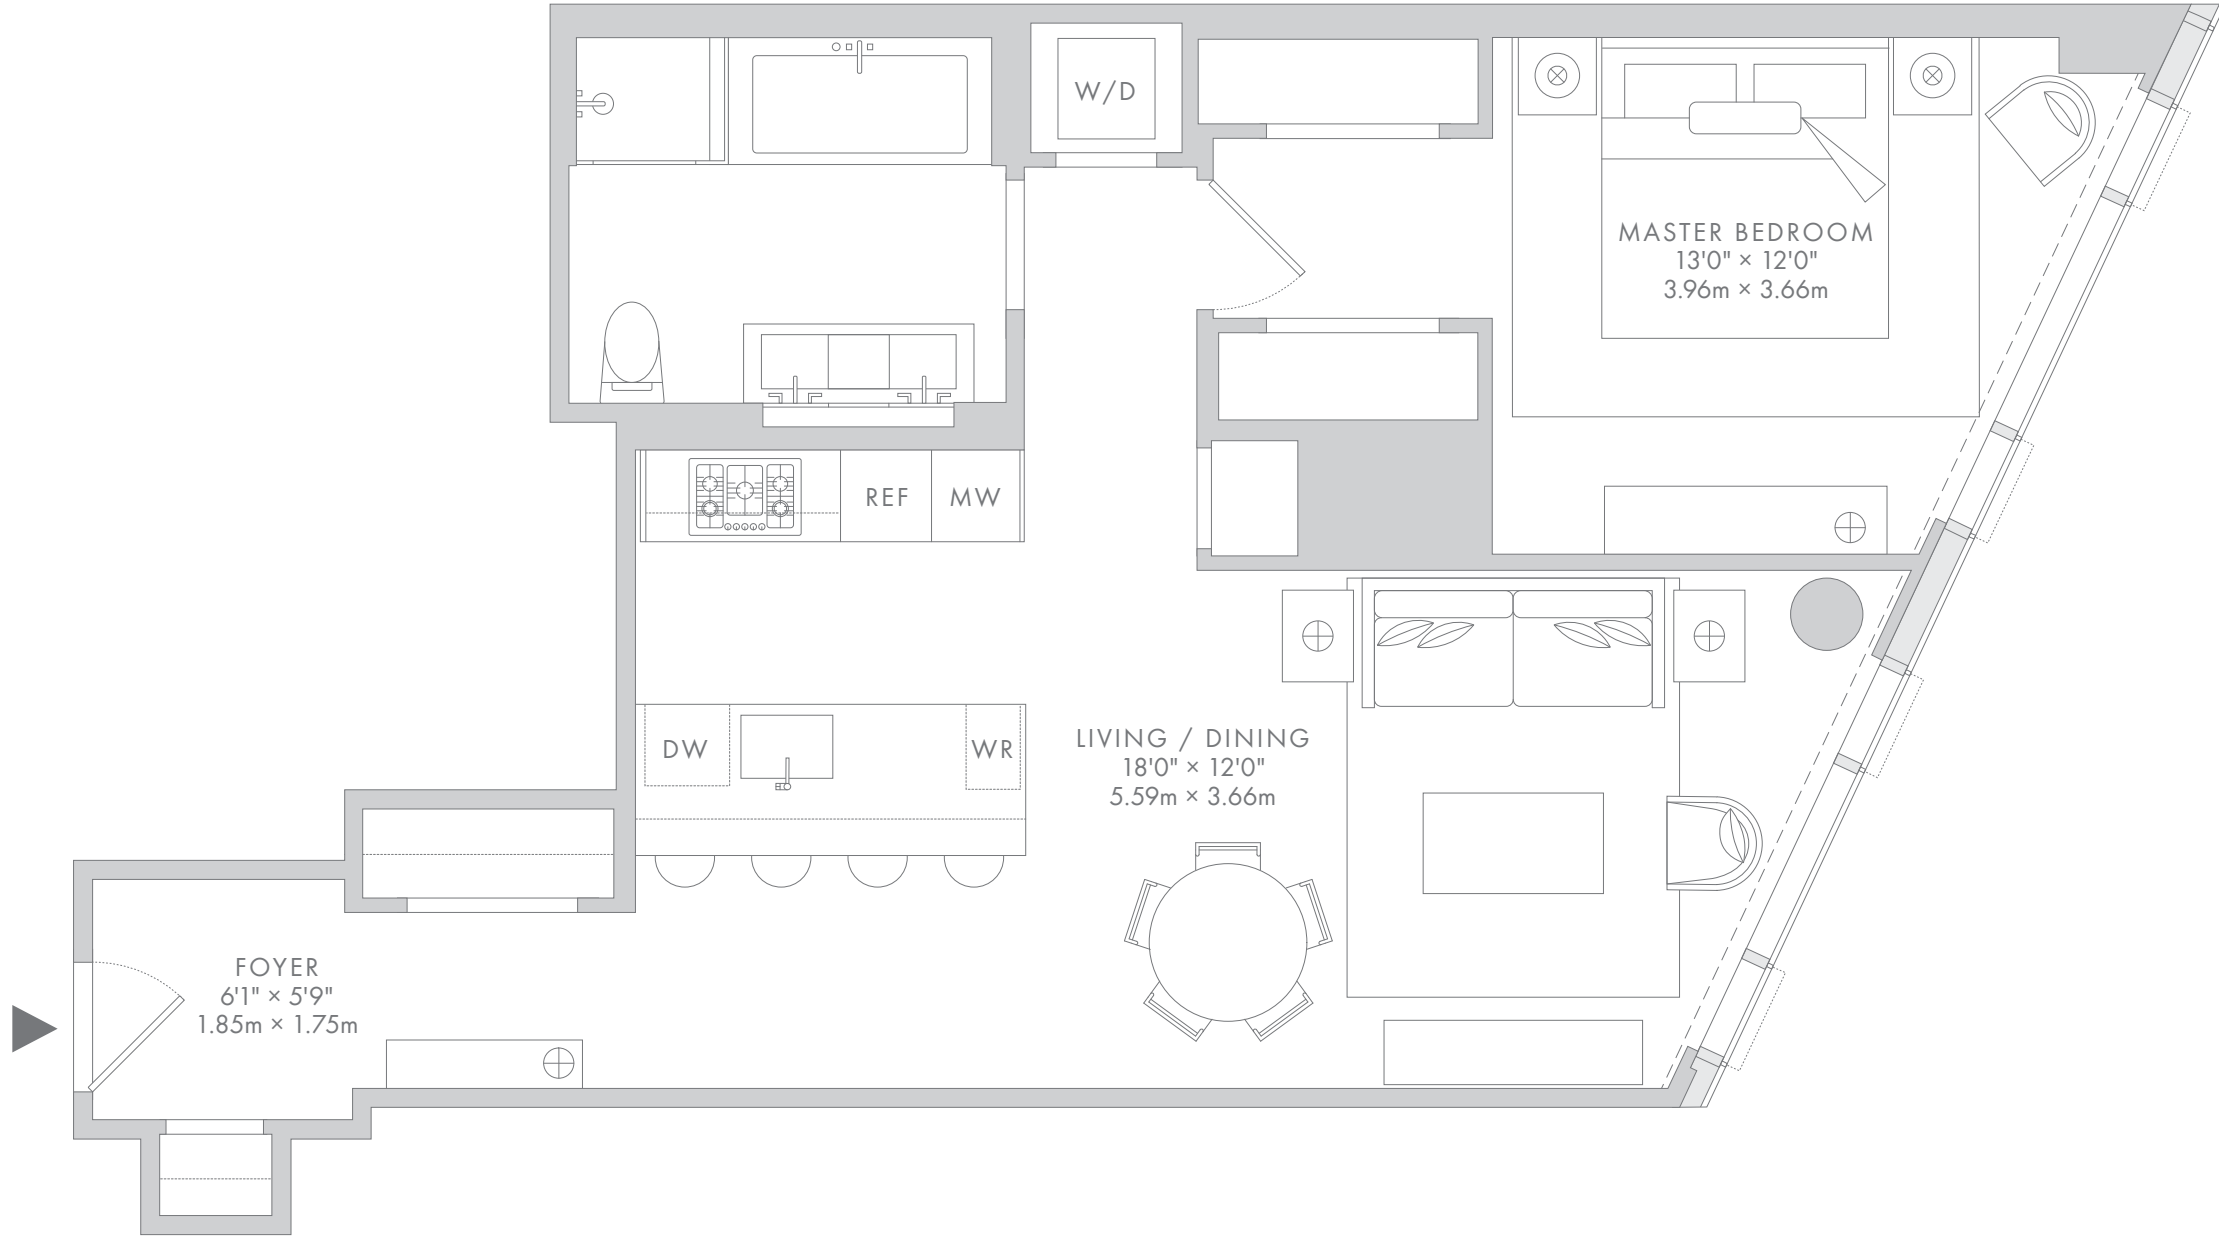 W/D
MASTER BEDROOM
13'0" × 12'0"
3.96m × 3.66m
REF
MW
DW
WR
LIVING / DINING
18'0" × 12'0"
5.59m × 3.66m
FOYER
6'1" × 5'9"
1.85m × 1.75m